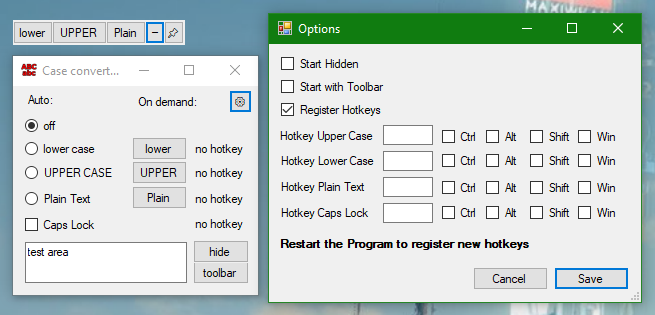 lower UPPER Plain –
ABC
abc
Case convert...
Auto: On demand:
off
lower case lower no hotkey
UPPER CASE UPPER no hotkey
Plain Text Plain no hotkey
Caps Lock no hotkey
test area
hide
toolbar
Options
Start Hidden
Start with Toolbar
Register Hotkeys
Hotkey Upper Case Ctrl Alt Shift Win
Hotkey Lower Case Ctrl Alt Shift Win
Hotkey Plain Text Ctrl Alt Shift Win
Hotkey Caps Lock Ctrl Alt Shift Win
Restart the Program to register new hotkeys
Cancel Save